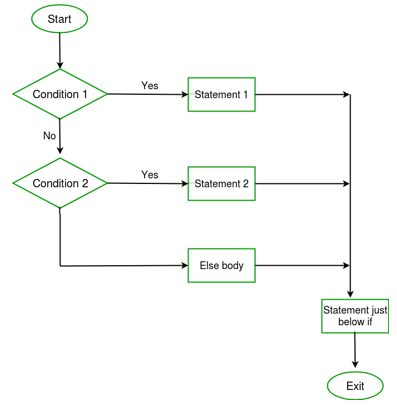 Start
Condition 1
Yes
Statement 1
No
Condition 2
Yes
Statement 2
Else body
Statement just
below if
Exit